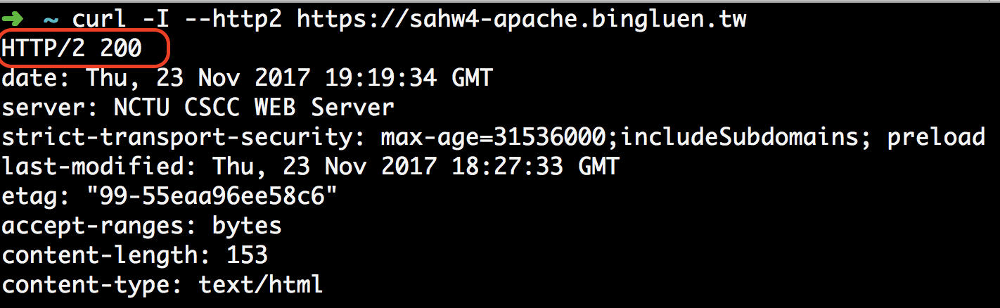 ➜ ~ curl -I --http2 https://sahw4-apache.bingluen.tw
HTTP/2 200
date: Thu, 23 Nov 2017 19:19:34 GMT
server: NCTU CSCC WEB Server
strict-transport-security: max-age=31536000;includeSubdomains; preload
last-modified: Thu, 23 Nov 2017 18:27:33 GMT
etag: "99-55eaa96ee58c6"
accept-ranges: bytes
content-length: 153
content-type: text/html